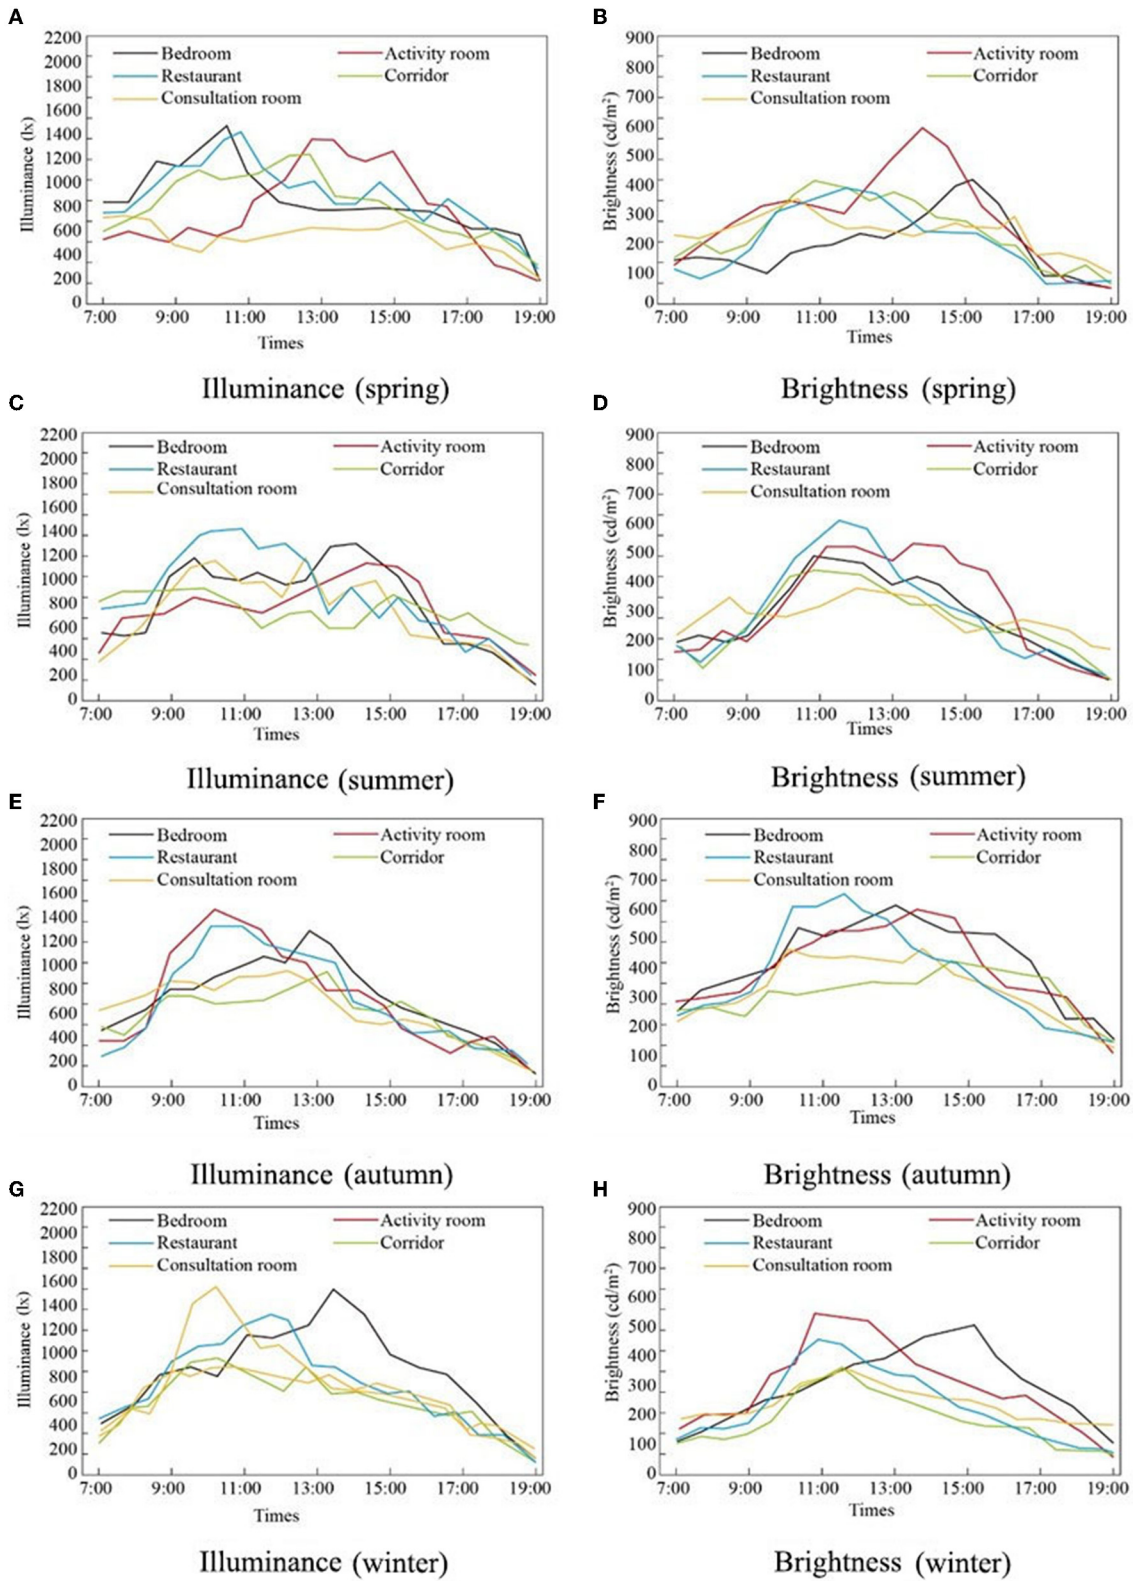 A
2200
2000
1800
1600
1400
1200
1000
800
600
400
200
0
Illuminance (lx)
Bedroom
Activity room
Restaurant
Corridor
Consultation room
7:00 9:00 11:00 13:00 15:00 17:00 19:00
Times
Illuminance (spring)
B
900
800
700
600
500
400
300
200
100
0
Brightness (cd/m²)
Bedroom
Activity room
Restaurant
Corridor
Consultation room
7:00 9:00 11:00 13:00 15:00 17:00 19:00
Times
Brightness (spring)
C
2200
2000
1800
1600
1400
1200
1000
800
600
400
200
0
Illuminance (lx)
Bedroom
Activity room
Restaurant
Corridor
Consultation room
7:00 9:00 11:00 13:00 15:00 17:00 19:00
Times
Illuminance (summer)
D
900
800
700
600
500
400
300
200
100
0
Brightness (cd/m²)
Bedroom
Activity room
Restaurant
Corridor
Consultation room
7:00 9:00 11:00 13:00 15:00 17:00 19:00
Times
Brightness (summer)
E
2200
2000
1800
1600
1400
1200
1000
800
600
400
200
0
Illuminance (lx)
Bedroom
Activity room
Restaurant
Corridor
Consultation room
7:00 9:00 11:00 13:00 15:00 17:00 19:00
Times
Illuminance (autumn)
F
900
800
700
600
500
400
300
200
100
0
Brightness (cd/m²)
Bedroom
Activity room
Restaurant
Corridor
Consultation room
7:00 9:00 11:00 13:00 15:00 17:00 19:00
Times
Brightness (autumn)
G
2200
2000
1800
1600
1400
1200
1000
800
600
400
200
0
Illuminance (lx)
Bedroom
Activity room
Restaurant
Corridor
Consultation room
7:00 9:00 11:00 13:00 15:00 17:00 19:00
Times
Illuminance (winter)
H
900
800
700
600
500
400
300
200
100
0
Brightness (cd/m²)
Bedroom
Activity room
Restaurant
Corridor
Consultation room
7:00 9:00 11:00 13:00 15:00 17:00 19:00
Times
Brightness (winter)